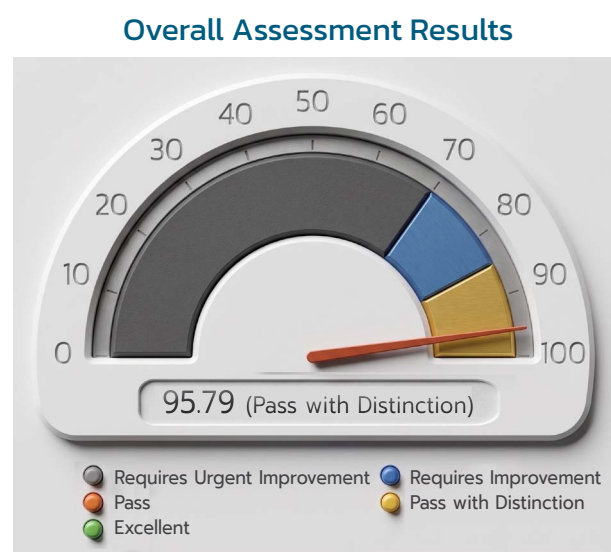 Overall Assessment Results
0
10
20
30
40
50
60
70
80
90
100
95.79 (Pass with Distinction)
Requires Urgent Improvement
Requires Improvement
Pass
Pass with Distinction
Excellent